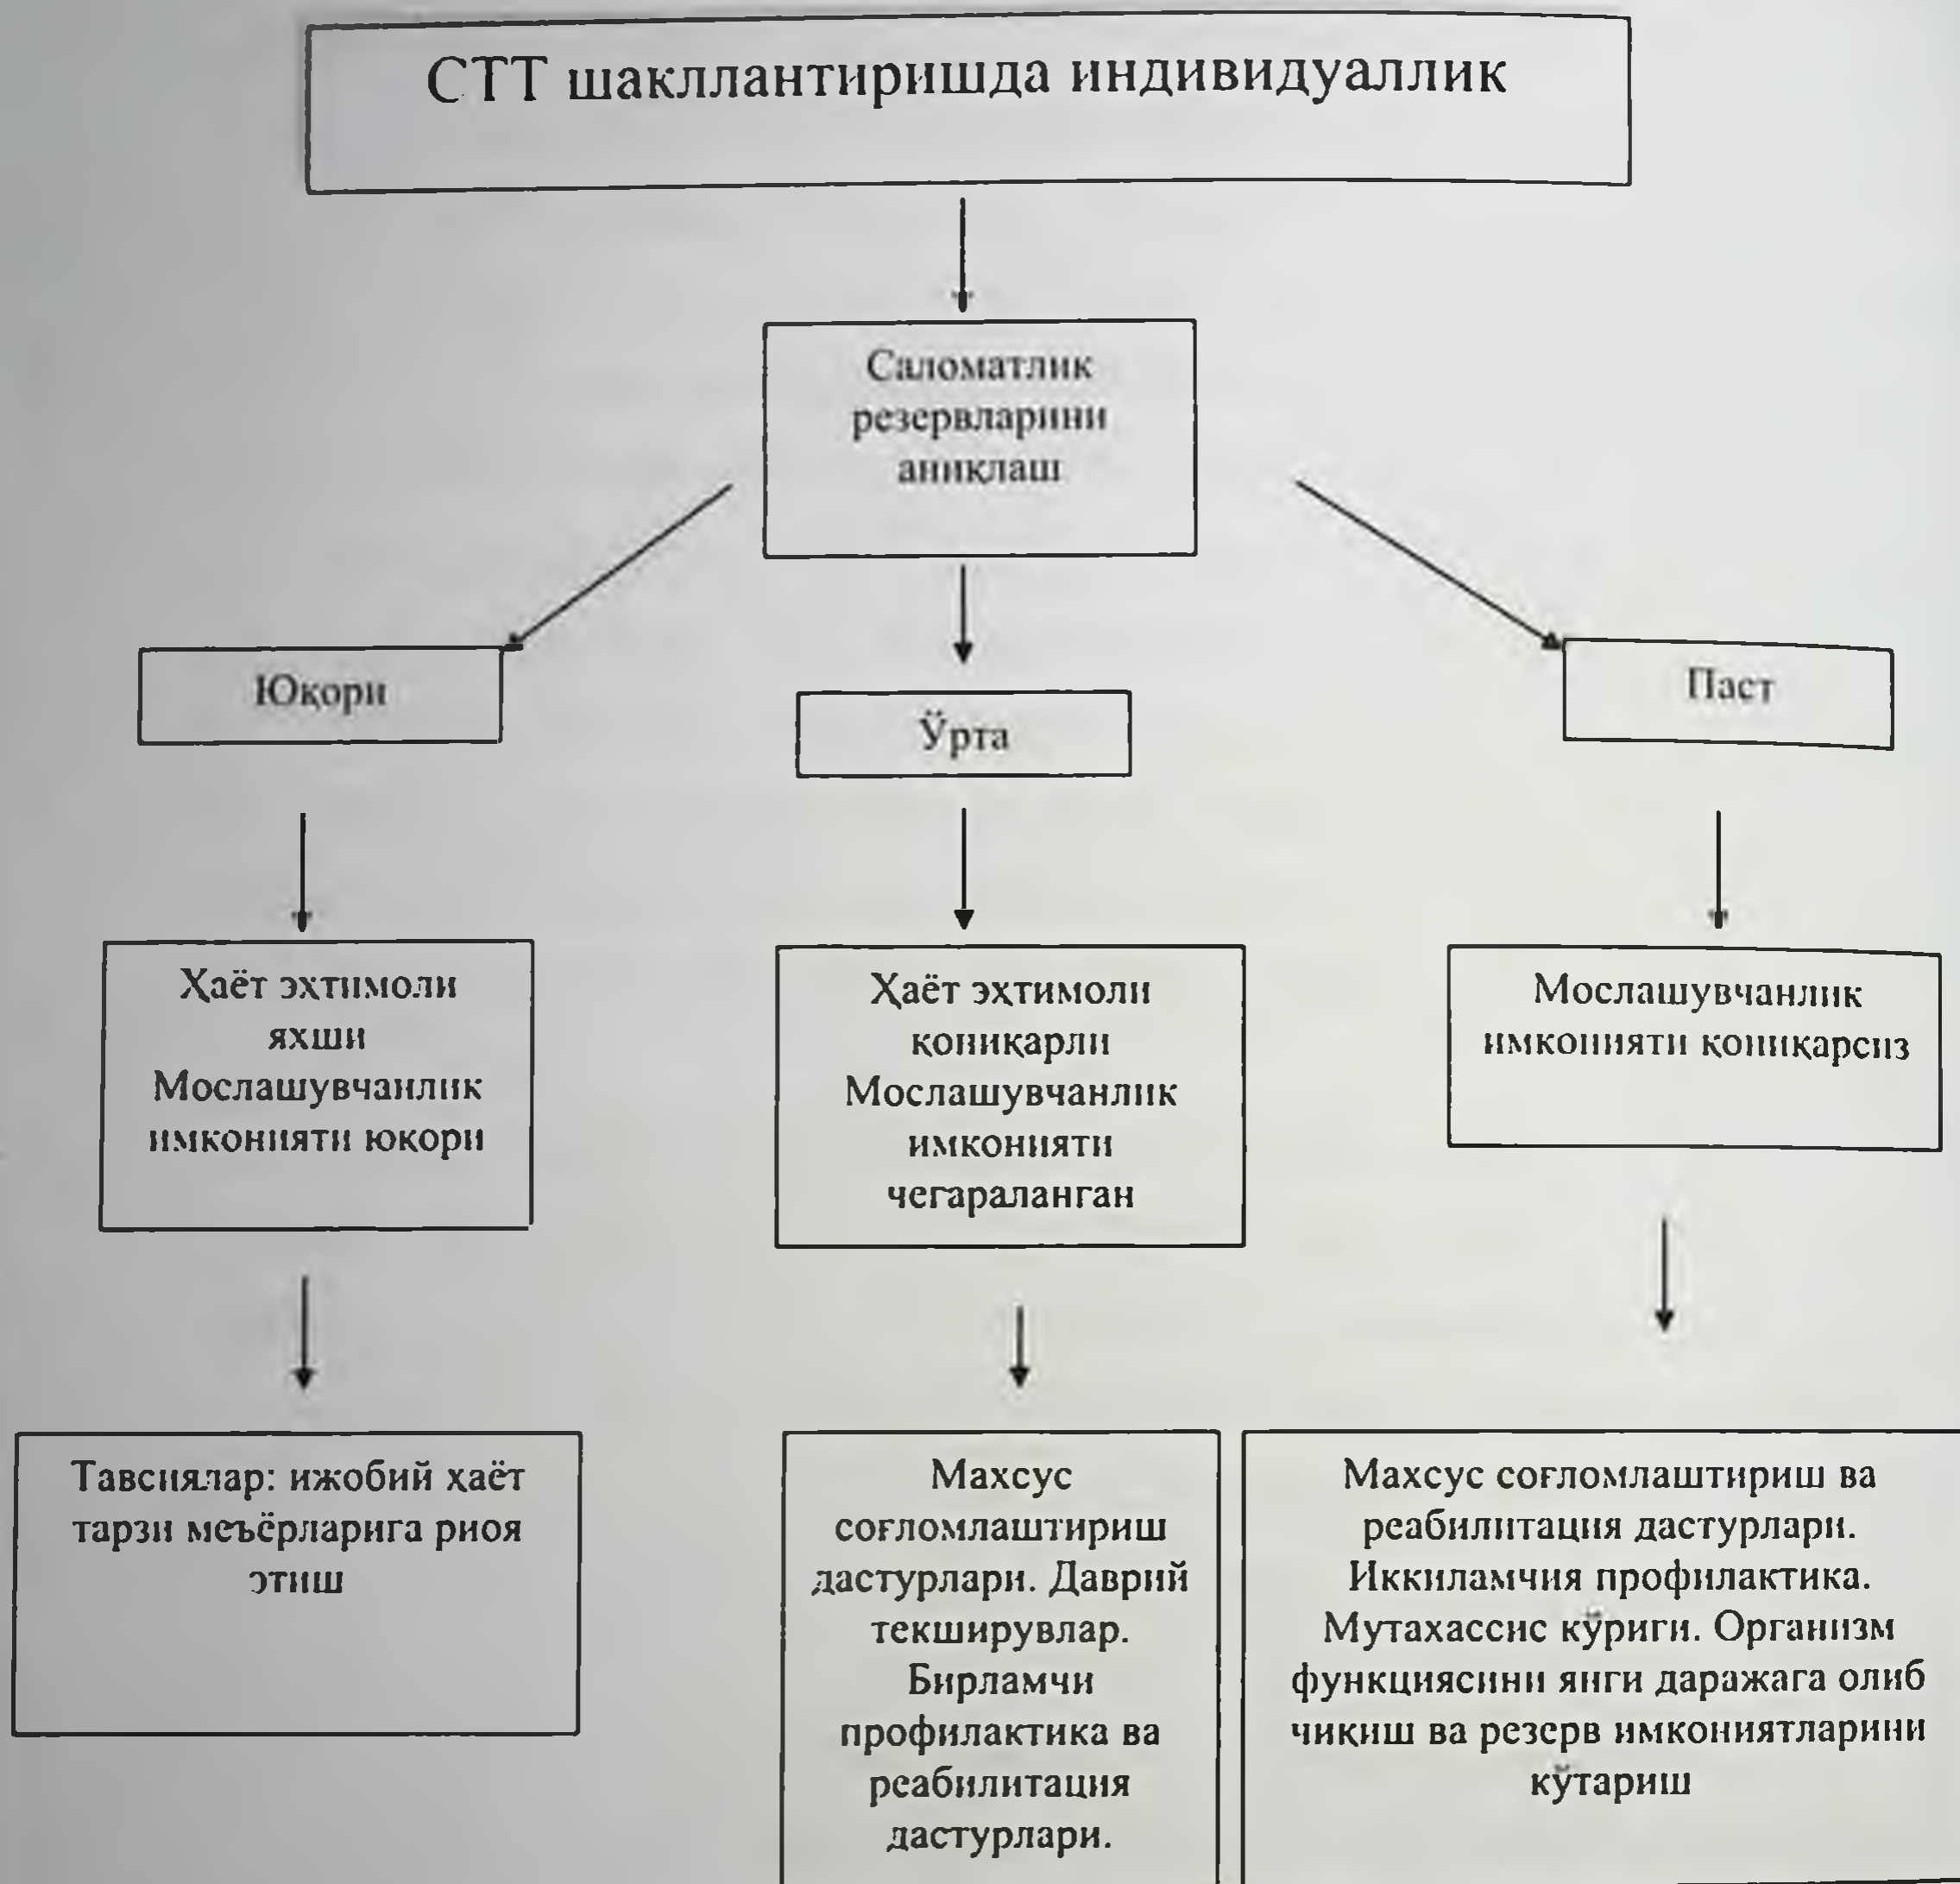 СТТ шакллантиришда индивидуаллик
Саломатлик
резервларини
аниқлаш
Юқори
Ўрта
Паст
Ҳаёт эҳтимоли
яхши
Мослашувчанлик
имконияти юқори
Ҳаёт эҳтимоли
қониқарли
Мослашувчанлик
имконияти
чегараланган
Мослашувчанлик
имконияти қониқарсиз
Тавсиялар: ижобий ҳаёт
тарзи меъёрларига риоя
этиш
Махсус
соғломлаштириш
дастурлари. Даврий
текширувлар.
Бирламчи
профилактика ва
реабилитация
дастурлари.
Махсус соғломлаштириш ва
реабилитация дастурлари.
Иккиламчия профилактика.
Мутахассис кўриги. Организм
функциясини янги даражага олиб
чиқиш ва резерв имкониятларини
кўтариш